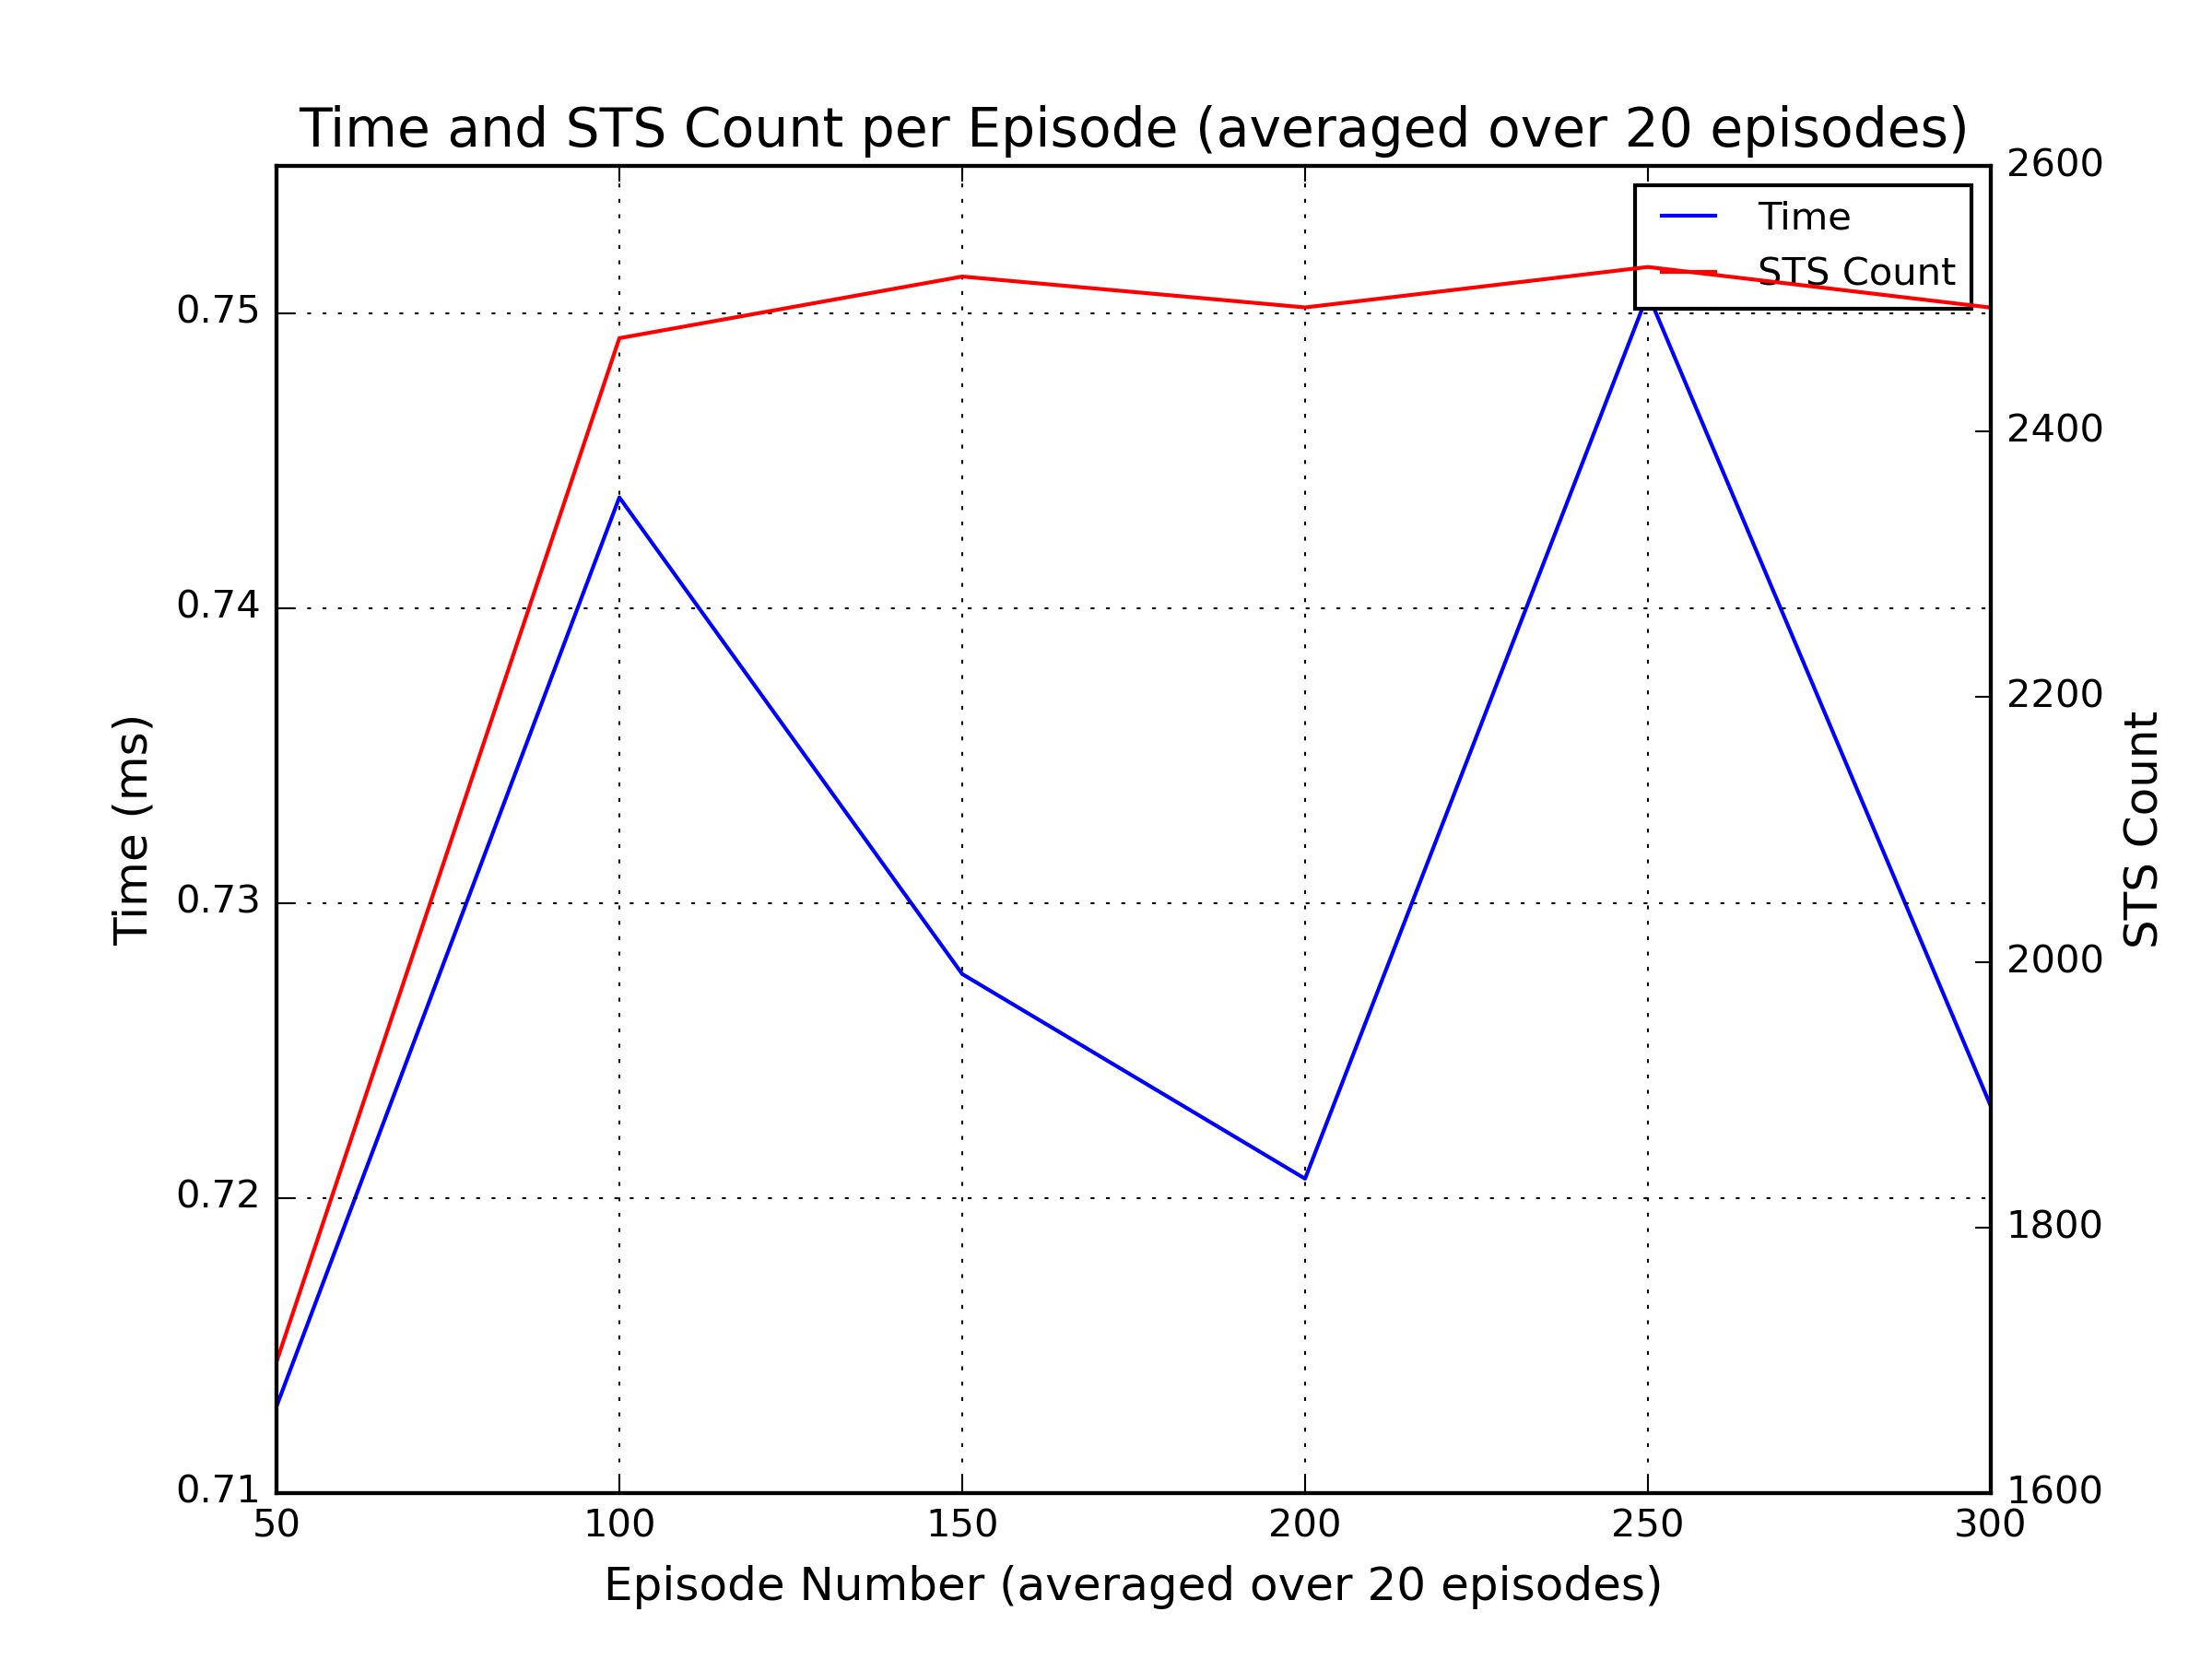 Time and STS Count per Episode (averaged over 20 episodes)
Time
STS Count
0.75
0.74
0.73
0.72
0.71
Time (ms)
2600
2400
2200
2000
1800
1600
STS Count
50 100 150 200 250 300
Episode Number (averaged over 20 episodes)